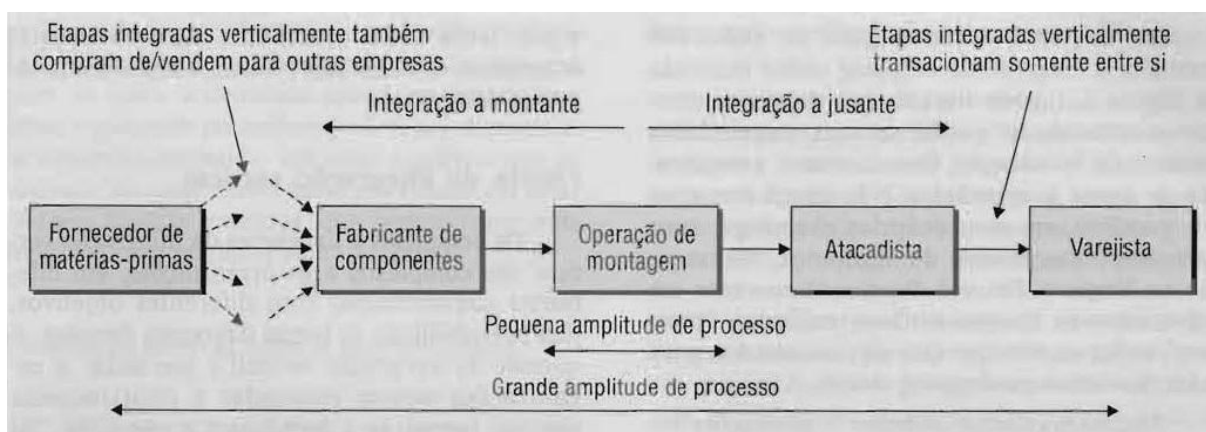 Etapas integradas verticalmente também
compram de/vendem para outras empresas
Etapas integradas verticalmente
transacionam somente entre si
Integração a montante
Integração a jusante
Fornecedor de
matérias-primas
Fabricante de
componentes
Operação de
montagem
Atacadista
Varejista
Pequena amplitude de processo
Grande amplitude de processo